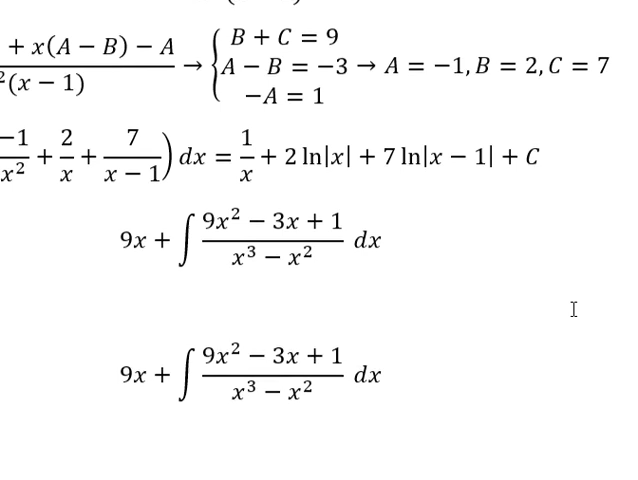 + x(A − B) − A / ²(x − 1) → { B + C = 9
A − B = −3 → A = −1, B = 2, C = 7
−A = 1
−1/x² + 2/x + 7/(x − 1)) dx = 1/x + 2 ln|x| + 7 ln|x − 1| + C
9x + ∫ (9x² − 3x + 1)/(x³ − x²) dx
9x + ∫ (9x² − 3x + 1)/(x³ − x²) dx